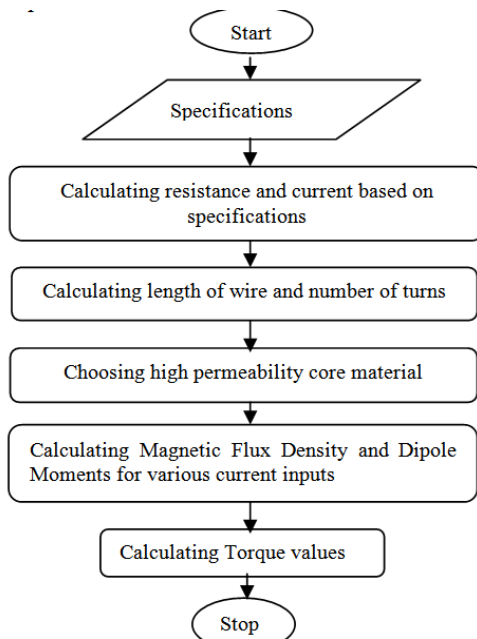 Start
Specifications
Calculating resistance and current based on
specifications
Calculating length of wire and number of turns
Choosing high permeability core material
Calculating Magnetic Flux Density and Dipole
Moments for various current inputs
Calculating Torque values
Stop